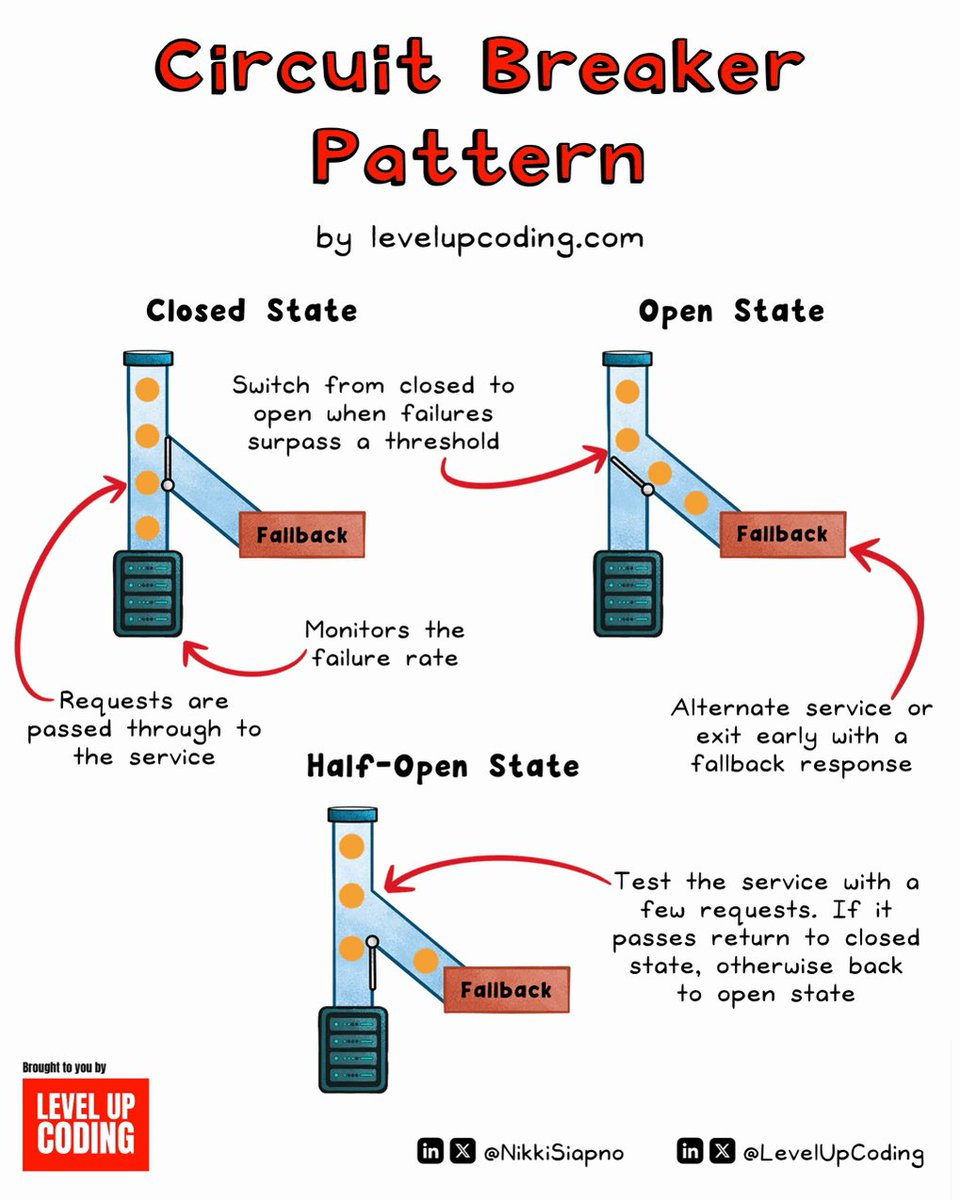 Circuit Breaker
Pattern
by levelupcoding.com
Closed State
Open State
Switch from closed to
open when failures
surpass a threshold
Fallback
Fallback
Monitors the
failure rate
Requests are
passed through to
the service
Alternate service or
exit early with a
fallback response
Half-Open State
Test the service with a
few requests. If it
passes return to closed
state, otherwise back
to open state
Fallback
Brought to you by
LEVEL UP
CODING
in X @NikkiSiapno
in X @LevelUpCoding